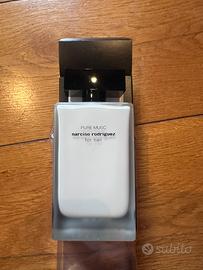 PURE MUSC
narciso rodriguez
for her
subito